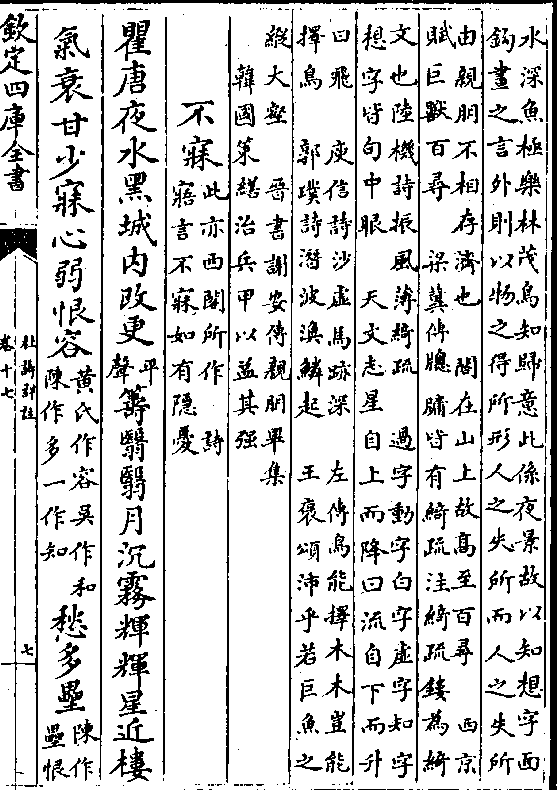 水深魚極樂林茂鳥知歸意此係夜景故以知想字面
鈎畫之言外則以物之得所形人之失所而人之失所
由親朋不相存濟也 閣在山上故高至百尋 西京
賦巨獸百尋 梁冀傳牕牖皆有綺疏注綺疏鏤為綺
文也陸機詩振風薄綺疏 過字動字白字虛字知字
想字皆句中眼 天文志星自上而降曰流自下而升
曰飛 庾信詩沙虛馬跡深 左傳鳥能擇木木豈能
擇鳥 郭璞詩潛波渙鱗起 王褒頌沛乎若巨魚之
縱大壑 晉書謝安傳親朋畢集
韓國策繕治兵甲以益其强
不寐 此亦西閣所作 詩寤言不寐如有隱憂
瞿唐夜水黑城内改更平聲籌翳翳月沉霧輝輝星近樓
氣衰甘少寐心弱恨容黄氏作容吳作和陳作多一作知愁多壘陳作壘恨
欽定四庫全書
杜詩詳註
卷十七
七